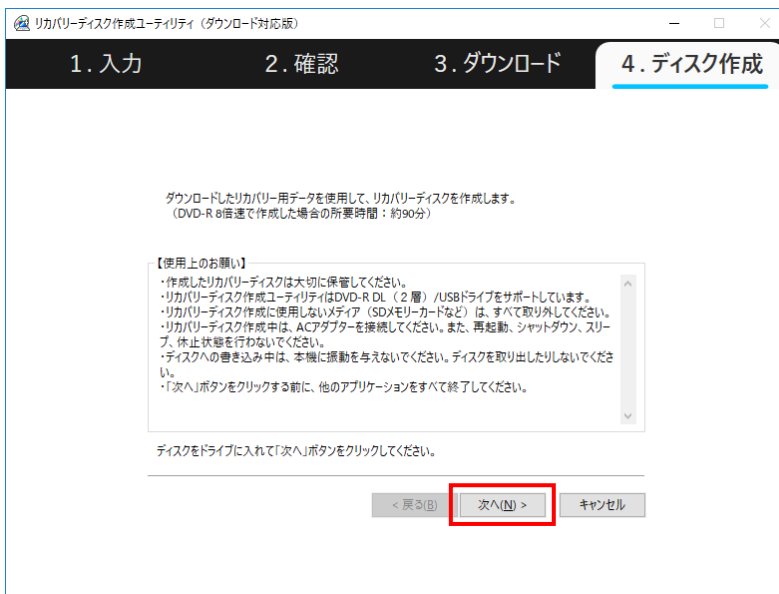 リカバリーディスク作成ユーティリティ（ダウンロード対応版）
1.入力
2.確認
3.ダウンロード
4.ディスク作成
ダウンロードしたリカバリー用データを使用して、リカバリーディスクを作成します。
（DVD-R 8倍速で作成した場合の所要時間：約90分）
【使用上のお願い】
・作成したリカバリーディスクは大切に保管してください。
・リカバリーディスク作成ユーティリティはDVD-R DL（２層）/USBドライブをサポートしています。
・リカバリーディスク作成に使用しないメディア（SDメモリーカードなど）は、すべて取り外してください。
・リカバリーディスク作成中は、ACアダプターを接続してください。また、再起動、シャットダウン、スリー
プ、休止状態を行わないでください。
・ディスクへの書き込み中は、本機に振動を与えないでください。ディスクを取り出したりしないでくださ
い。
・「次へ」ボタンをクリックする前に、他のアプリケーションをすべて終了してください。
ディスクをドライブに入れて「次へ」ボタンをクリックしてください。
< 戻る(B)
次へ(N) >
キャンセル